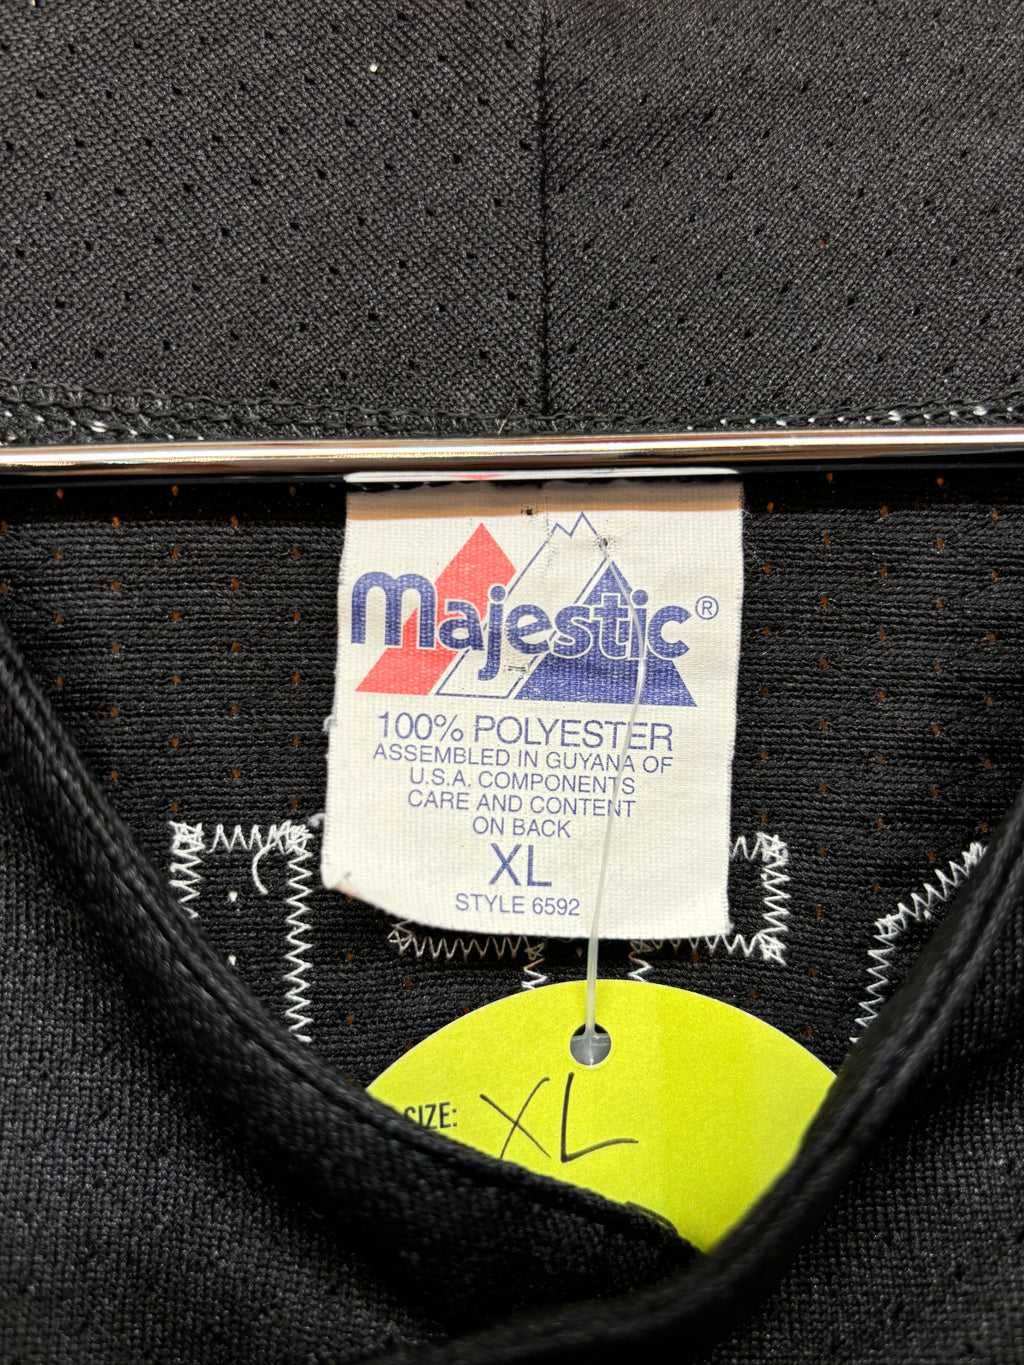 Majestic®
100% POLYESTER
ASSEMBLED IN GUYANA OF
U.S.A. COMPONENTS
CARE AND CONTENT
ON BACK
XL
STYLE 6592
SIZE: XL